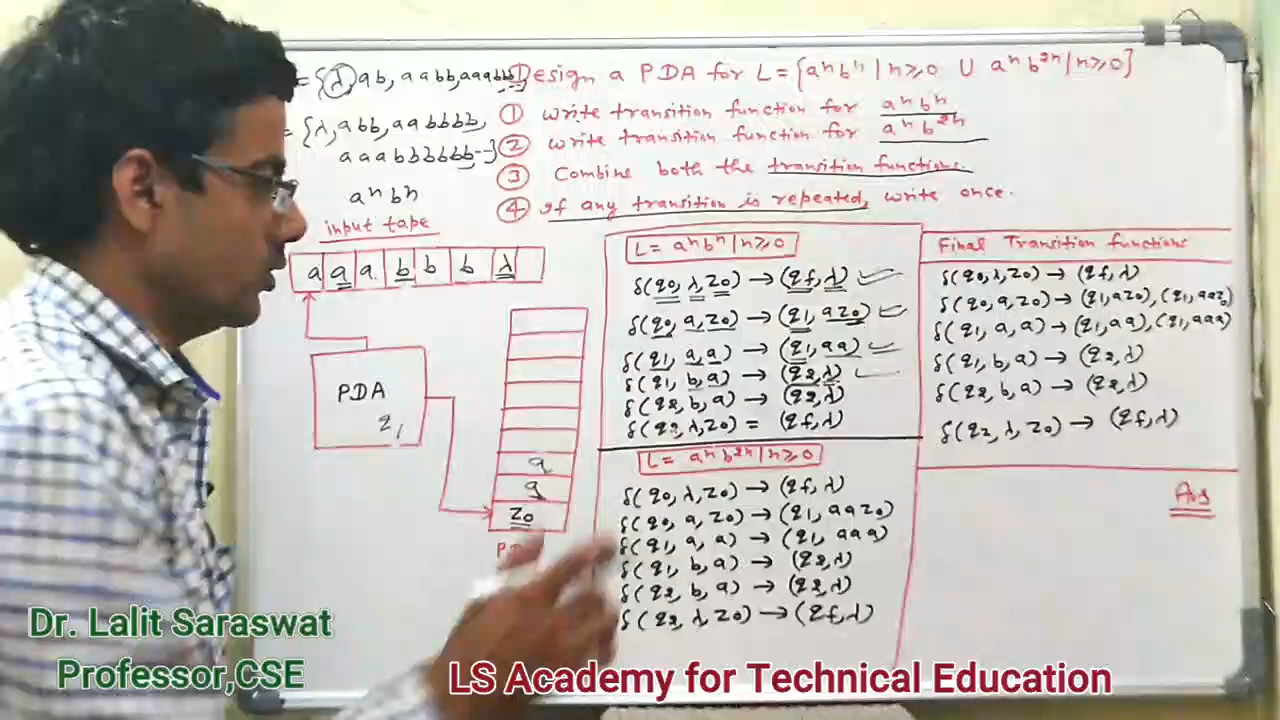 = {λ, ab, aabb, aaabbb--}
Design a PDA for L = {aⁿbⁿ | n≥0 ∪ aⁿb²ⁿ | n≥0}
= {λ, abb, aabbbb,
aaabbbbbb--}
aⁿbⁿ
① write transition function for aⁿbⁿ
② write transition function for aⁿb²ⁿ
③ Combine both the transition functions.
④ If any transition is repeated, write once.
input tape
a a a b b b λ
PDA
q₁
a
a
z₀
L = aⁿbⁿ | n≥0
δ(q₀, λ, z₀) → (qf, λ)
δ(q₀, a, z₀) → (q₁, az₀)
δ(q₁, a, a) → (q₁, aa)
δ(q₁, b, a) → (q₂, λ)
δ(q₂, b, a) → (q₂, λ)
δ(q₂, λ, z₀) = (qf, λ)
L = aⁿb²ⁿ | n≥0
δ(q₀, λ, z₀) → (qf, λ)
δ(q₀, a, z₀) → (q₁, aaz₀)
δ(q₁, a, a) → (q₁, aaa)
δ(q₁, b, a) → (q₂, λ)
δ(q₂, b, a) → (q₂, λ)
δ(q₂, λ, z₀) → (qf, λ)
Final Transition functions
δ(q₀, λ, z₀) → (qf, λ)
δ(q₀, a, z₀) → (q₁, az₀), (q₁, aaz₀)
δ(q₁, a, a) → (q₁, aa), (q₁, aaa)
δ(q₁, b, a) → (q₂, λ)
δ(q₂, b, a) → (q₂, λ)
δ(q₂, λ, z₀) → (qf, λ)
Ans
Dr. Lalit Saraswat
Professor,CSE
LS Academy for Technical Education